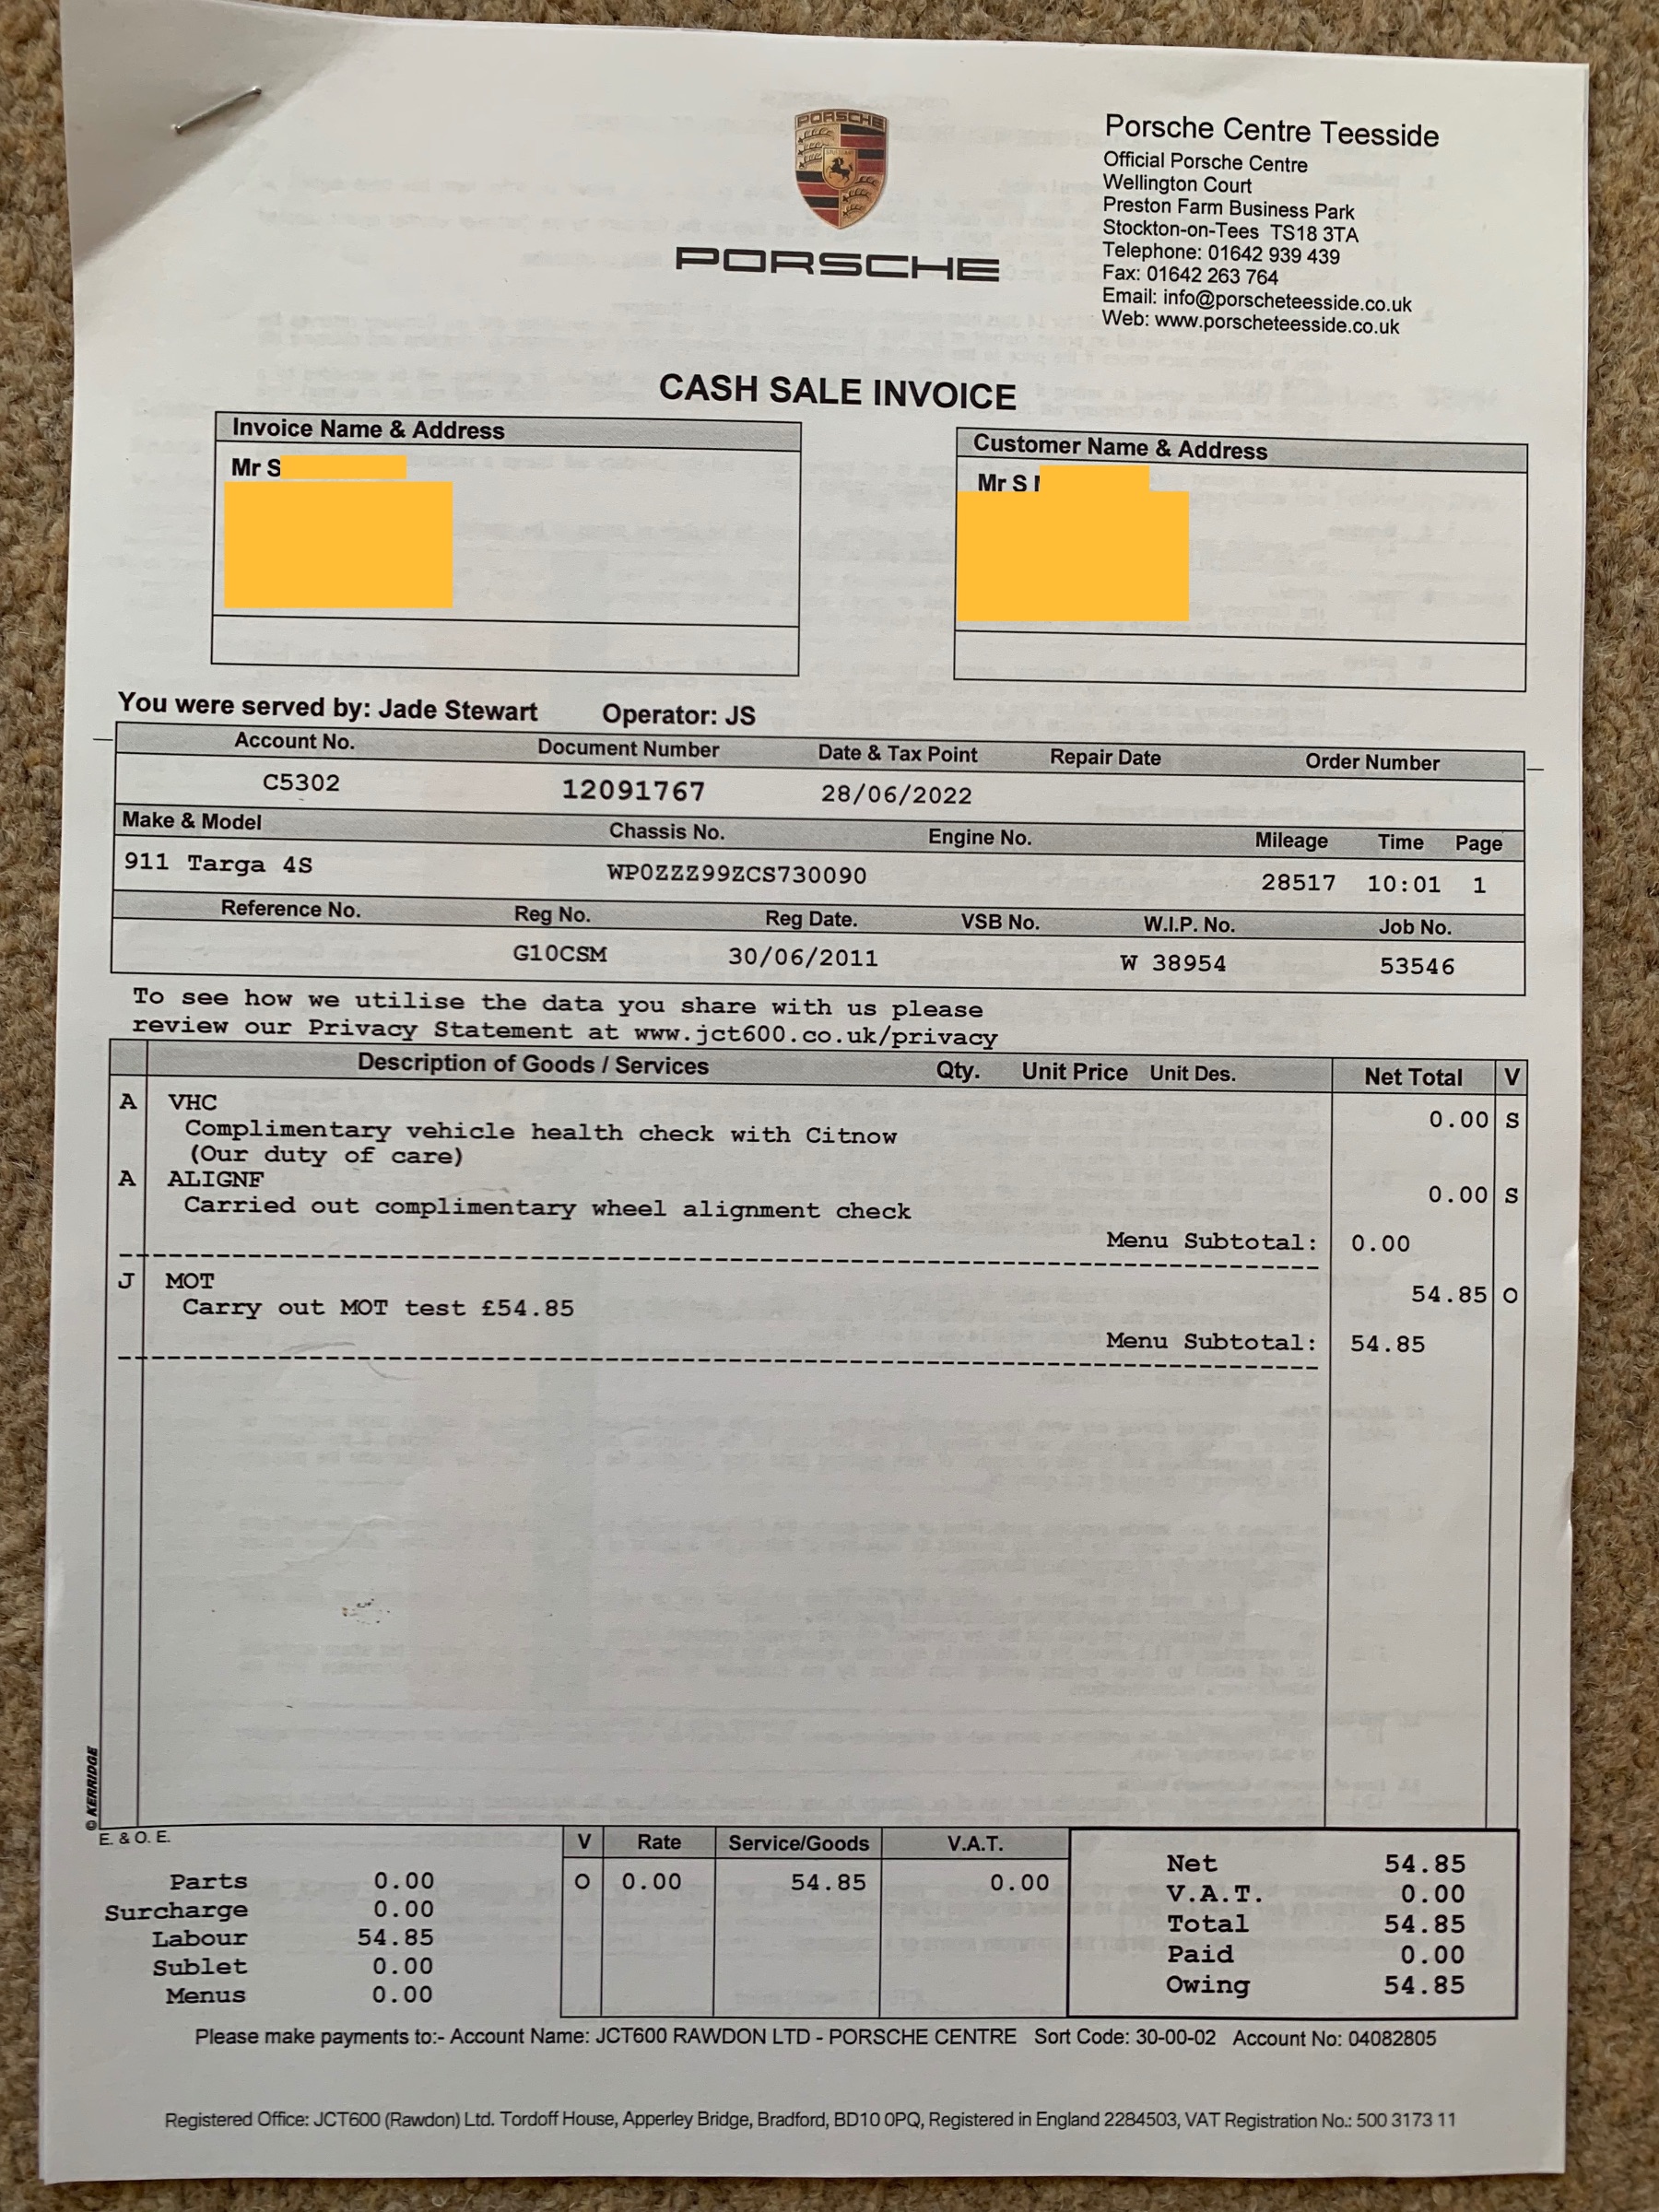 PORSCHE
PORSCHE
Porsche Centre Teesside
Official Porsche Centre
Wellington Court
Preston Farm Business Park
Stockton-on-Tees TS18 3TA
Telephone: 01642 939 439
Fax: 01642 263 764
Email: info@porscheteesside.co.uk
Web: www.porscheteesside.co.uk
CASH SALE INVOICE
Invoice Name & Address
Mr S
Customer Name & Address
Mr S
You were served by: Jade Stewart Operator: JS
Account No. Document Number Date & Tax Point Repair Date Order Number
C5302 12091767 28/06/2022
Make & Model Chassis No. Engine No. Mileage Time Page
911 Targa 4S WP0ZZZ99ZCS730090 28517 10:01 1
Reference No. Reg No. Reg Date. VSB No. W.I.P. No. Job No.
G10CSM 30/06/2011 W 38954 53546
To see how we utilise the data you share with us please
review our Privacy Statement at www.jct600.co.uk/privacy
Description of Goods / Services Qty. Unit Price Unit Des. Net Total V
A VHC 0.00 S
Complimentary vehicle health check with Citnow
(Our duty of care)
A ALIGNF 0.00 S
Carried out complimentary wheel alignment check
Menu Subtotal: 0.00
J MOT 54.85 O
Carry out MOT test £54.85
Menu Subtotal: 54.85
© KERRIDGE
E. & O. E.
Parts 0.00
Surcharge 0.00
Labour 54.85
Sublet 0.00
Menus 0.00
V Rate Service/Goods V.A.T.
O 0.00 54.85 0.00
Net 54.85
V.A.T. 0.00
Total 54.85
Paid 0.00
Owing 54.85
Please make payments to:- Account Name: JCT600 RAWDON LTD - PORSCHE CENTRE Sort Code: 30-00-02 Account No: 04082805
Registered Office: JCT600 (Rawdon) Ltd. Tordoff House, Apperley Bridge, Bradford, BD10 0PQ, Registered in England 2284503, VAT Registration No.: 500 3173 11